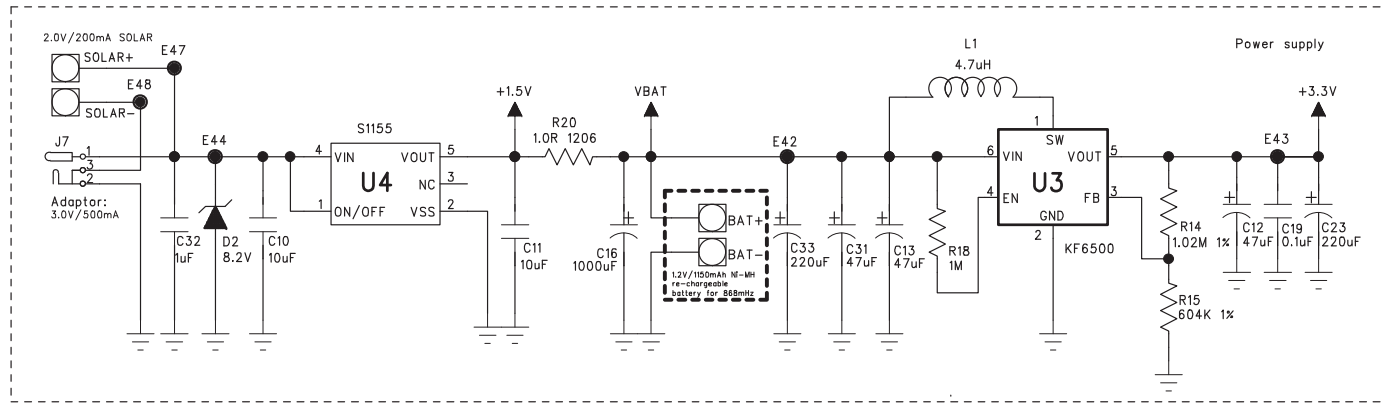 2.0V/200mA SOLAR
SOLAR+
E47
E48
SOLAR-
J7
1
3
2
Adaptor:
3.0V/500mA
E44
C32
1uF
D2
8.2V
C10
10uF
S1155
4
VIN
VOUT
5
U4
NC
3
1
ON/OFF
VSS
2
+1.5V
C11
10uF
R20
1.0R 1206
VBAT
C16
1000uF
+
BAT+
BAT-
1.2V/1150mAh NI-MH
re-chargeable
battery for 868mHz
E42
+
C33
220uF
+
C31
47uF
+
C13
47uF
L1
4.7uH
R18
1M
1
SW
6
VIN
VOUT
5
U3
4
EN
FB
3
GND
2
KF6500
R14
1.02M 1%
R15
604K 1%
Power supply
+
C12
47uF
E43
C19
0.1uF
+3.3V
+
C23
220uF